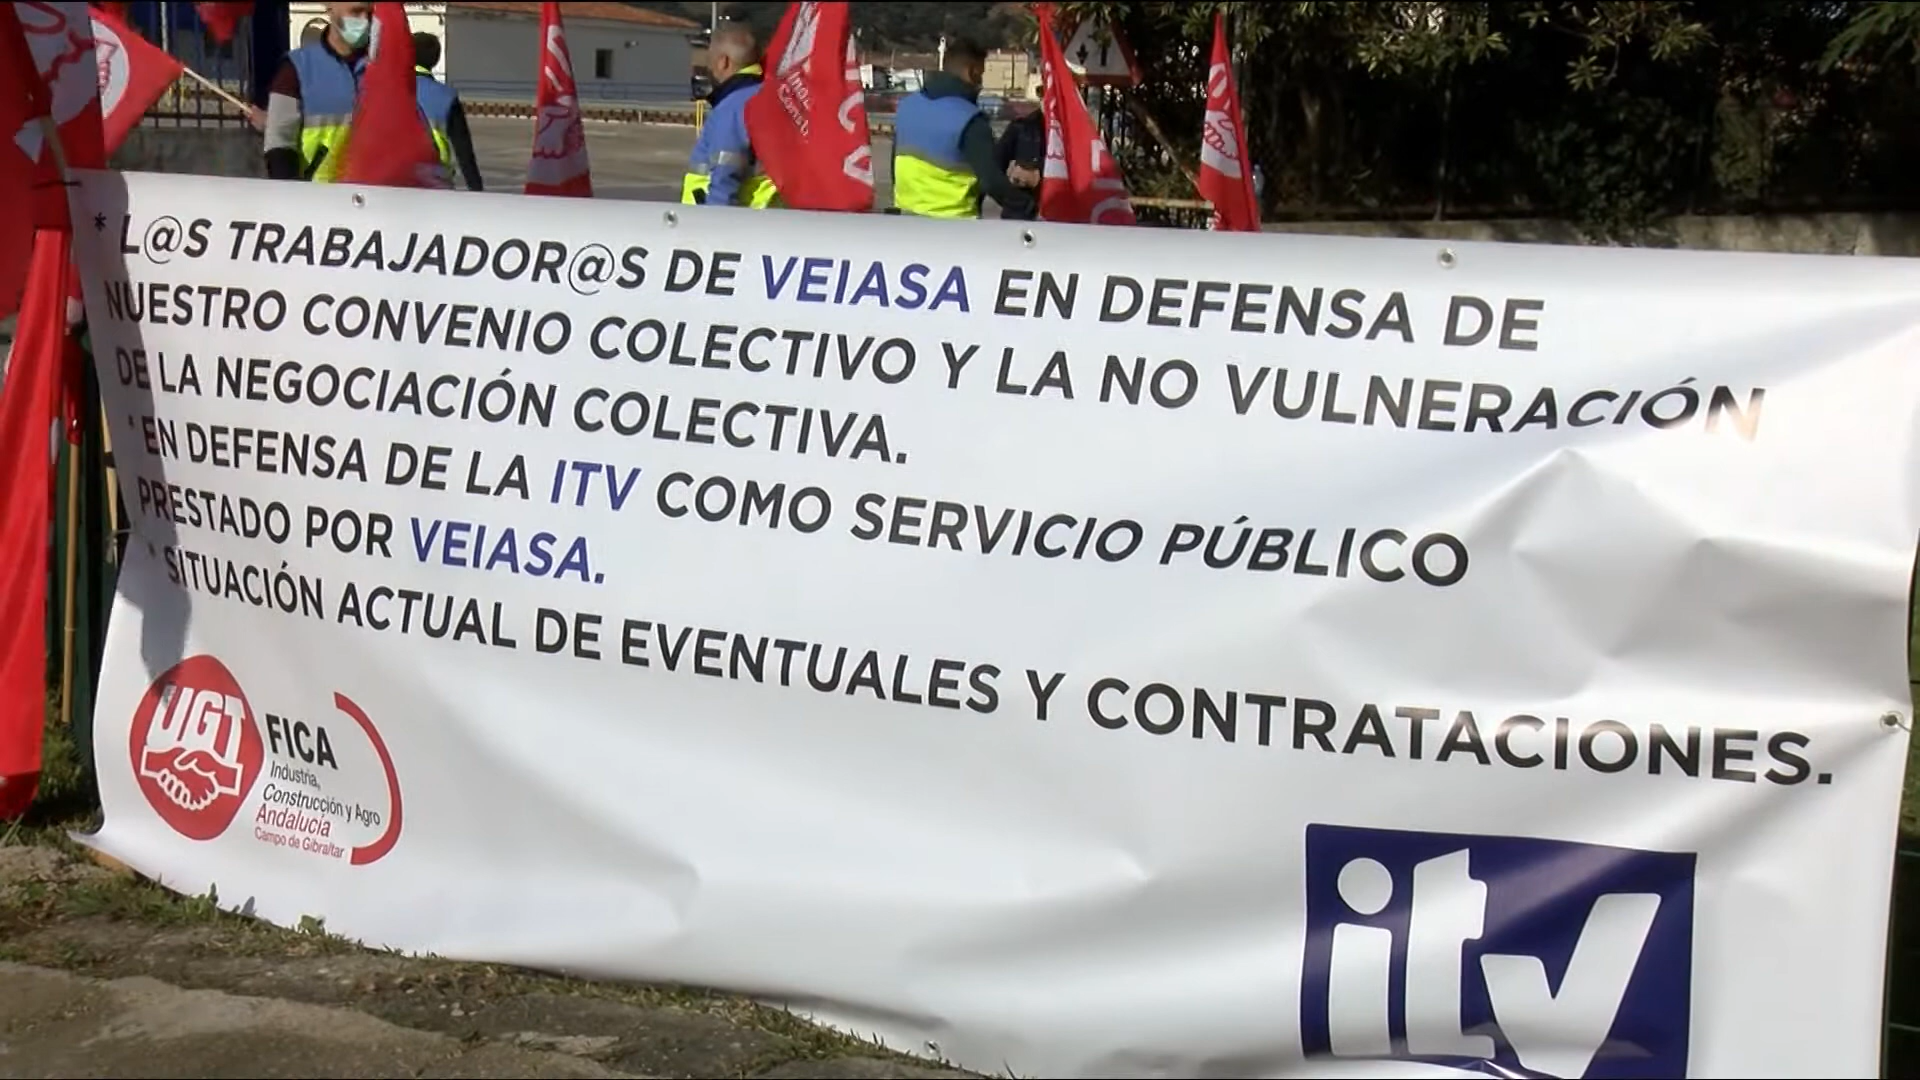 * L@S TRABAJADOR@S DE VEIASA EN DEFENSA DE
NUESTRO CONVENIO COLECTIVO Y LA NO VULNERACIÓN
DE LA NEGOCIACIÓN COLECTIVA.
* EN DEFENSA DE LA ITV COMO SERVICIO PÚBLICO
PRESTADO POR VEIASA.
* SITUACIÓN ACTUAL DE EVENTUALES Y CONTRATACIONES.
UGT
FICA
Industria,
Construcción y Agro
Andalucía
Campo de Gibraltar
itv